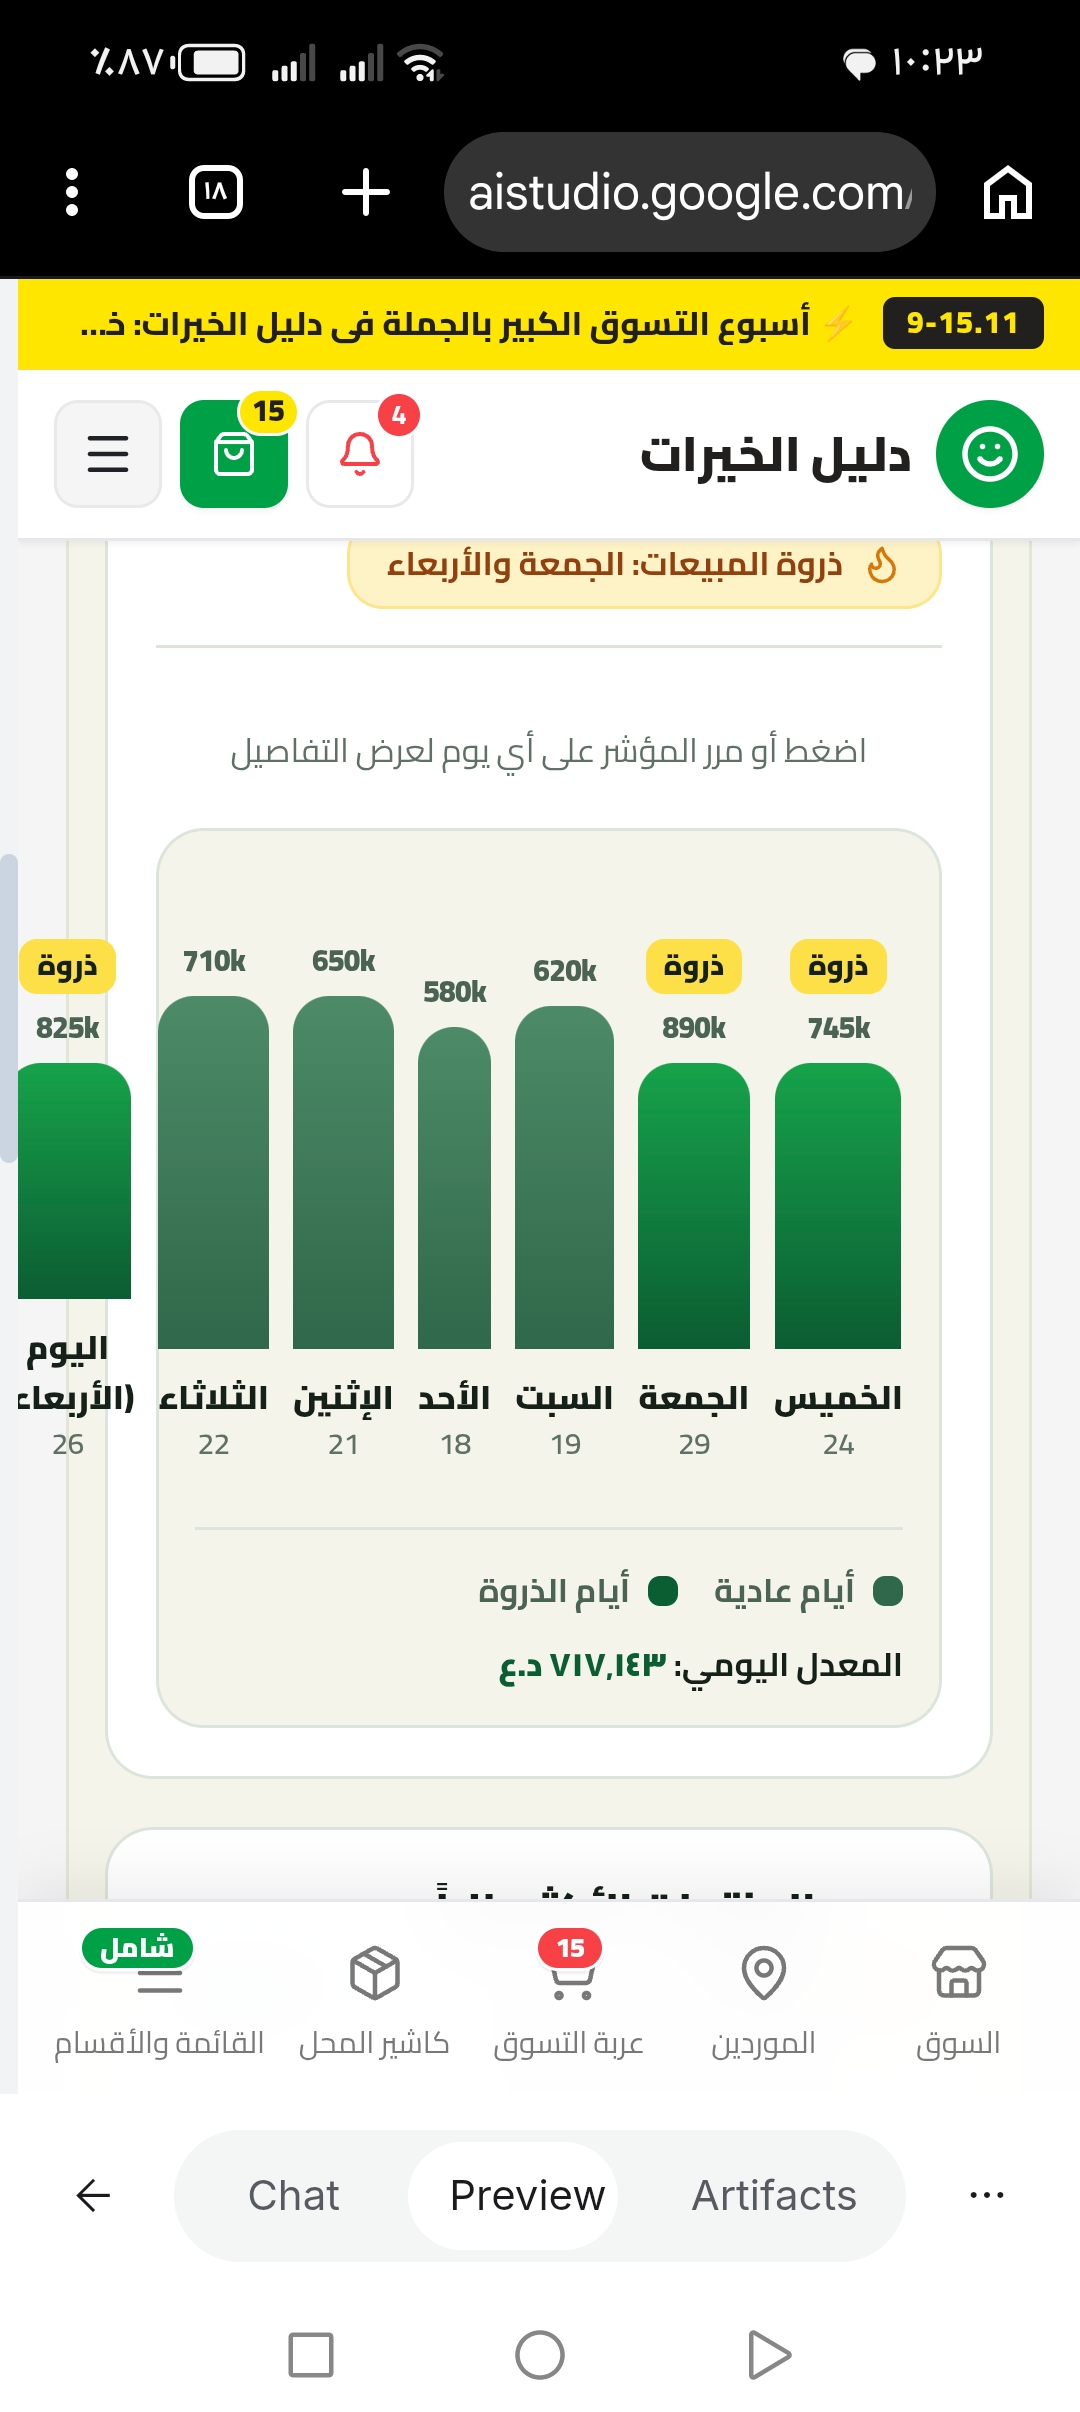 ٪٨٧ ١٠:٢٣
١٨ aistudio.google.com/
9-15.11 ⚡ أسبوع التسوق الكبير بالجملة في دليل الخيرات: خ...
دليل الخيرات 4 15
ذروة المبيعات: الجمعة والأربعاء
اضغط أو مرر المؤشر على أي يوم لعرض التفاصيل
ذروة ذروة 620k 580k 650k 710k ذروة
745k 890k 825k
اليوم
الخميس الجمعة السبت الأحد الإثنين الثلاثاء (الأربعاء
24 29 19 18 21 22 26
أيام عادية أيام الذروة
المعدل اليومي: ٧١٧,١٤٣ د.ع
15 شامل
السوق الموردين عربة التسوق كاشير المحل القائمة والأقسام
Chat Preview Artifacts